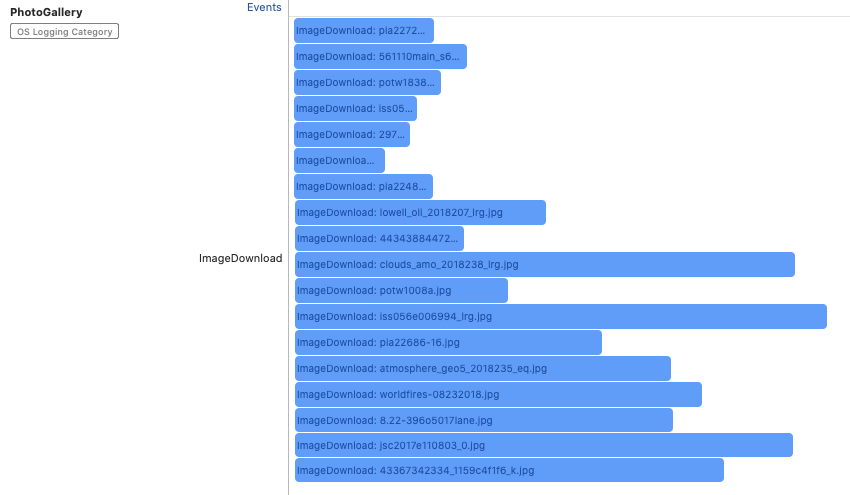 PhotoGallery
OS Logging Category
Events
ImageDownload
ImageDownload: pia2272...
ImageDownload: 561110main_s6...
ImageDownload: potw1838...
ImageDownload: iss05...
ImageDownload: 297...
ImageDownloa...
ImageDownload: pia2248...
ImageDownload: iowell_oli_2018207_lrg.jpg
ImageDownload: 44343884472...
ImageDownload: clouds_amo_2018238_lrg.jpg
ImageDownload: potw1008a.jpg
ImageDownload: iss056e006994_lrg.jpg
ImageDownload: pia22686-16.jpg
ImageDownload: atmosphere_geo5_2018235_eq.jpg
ImageDownload: worldfires-08232018.jpg
ImageDownload: 8.22-396o5017lane.jpg
ImageDownload: jsc2017e110803_0.jpg
ImageDownload: 43367342334_1159c4f1f6_k.jpg